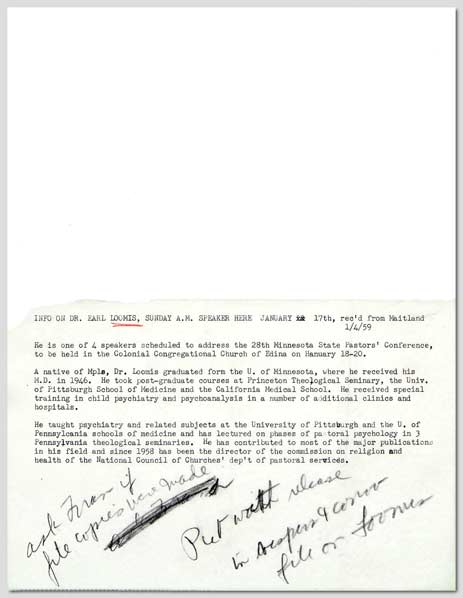 INFO ON DR. EARL LOOMIS, SUNDAY A.M. SPEAKER HERE JANUARY 17th, rec'd from Maitland
1/4/59
He is one of 4 speakers scheduled to address the 28th Minnesota State Pastors' Conference,
to be held in the Colonial Congregational Church of Edina on Hanuary 18-20.
A native of Mpls, Dr. Loomis graduated form the U. of Minnesota, where he received his
M.D. in 1946. He took post-graduate courses at Princeton Theological Seminary, the Univ.
of Pittsburgh School of Medicine and the California Medical School. He received special
training in child psychiatry and psychoanalysis in a number of additional clinics and
hospitals.
He taught psychiatry and related subjects at the University of Pittsburgh and the U. of
Pennsylvania schools of medicine and has lectured on phases of pastoral psychology in 3
Pennsylvania theological seminaries. He has contributed to most of the major publications
in his field and since 1958 has been the director of the commission on religion and
health of the National Council of Churches' dep't of pastoral services.
ask if
file copies were made
Put with release
in
file or Loomis